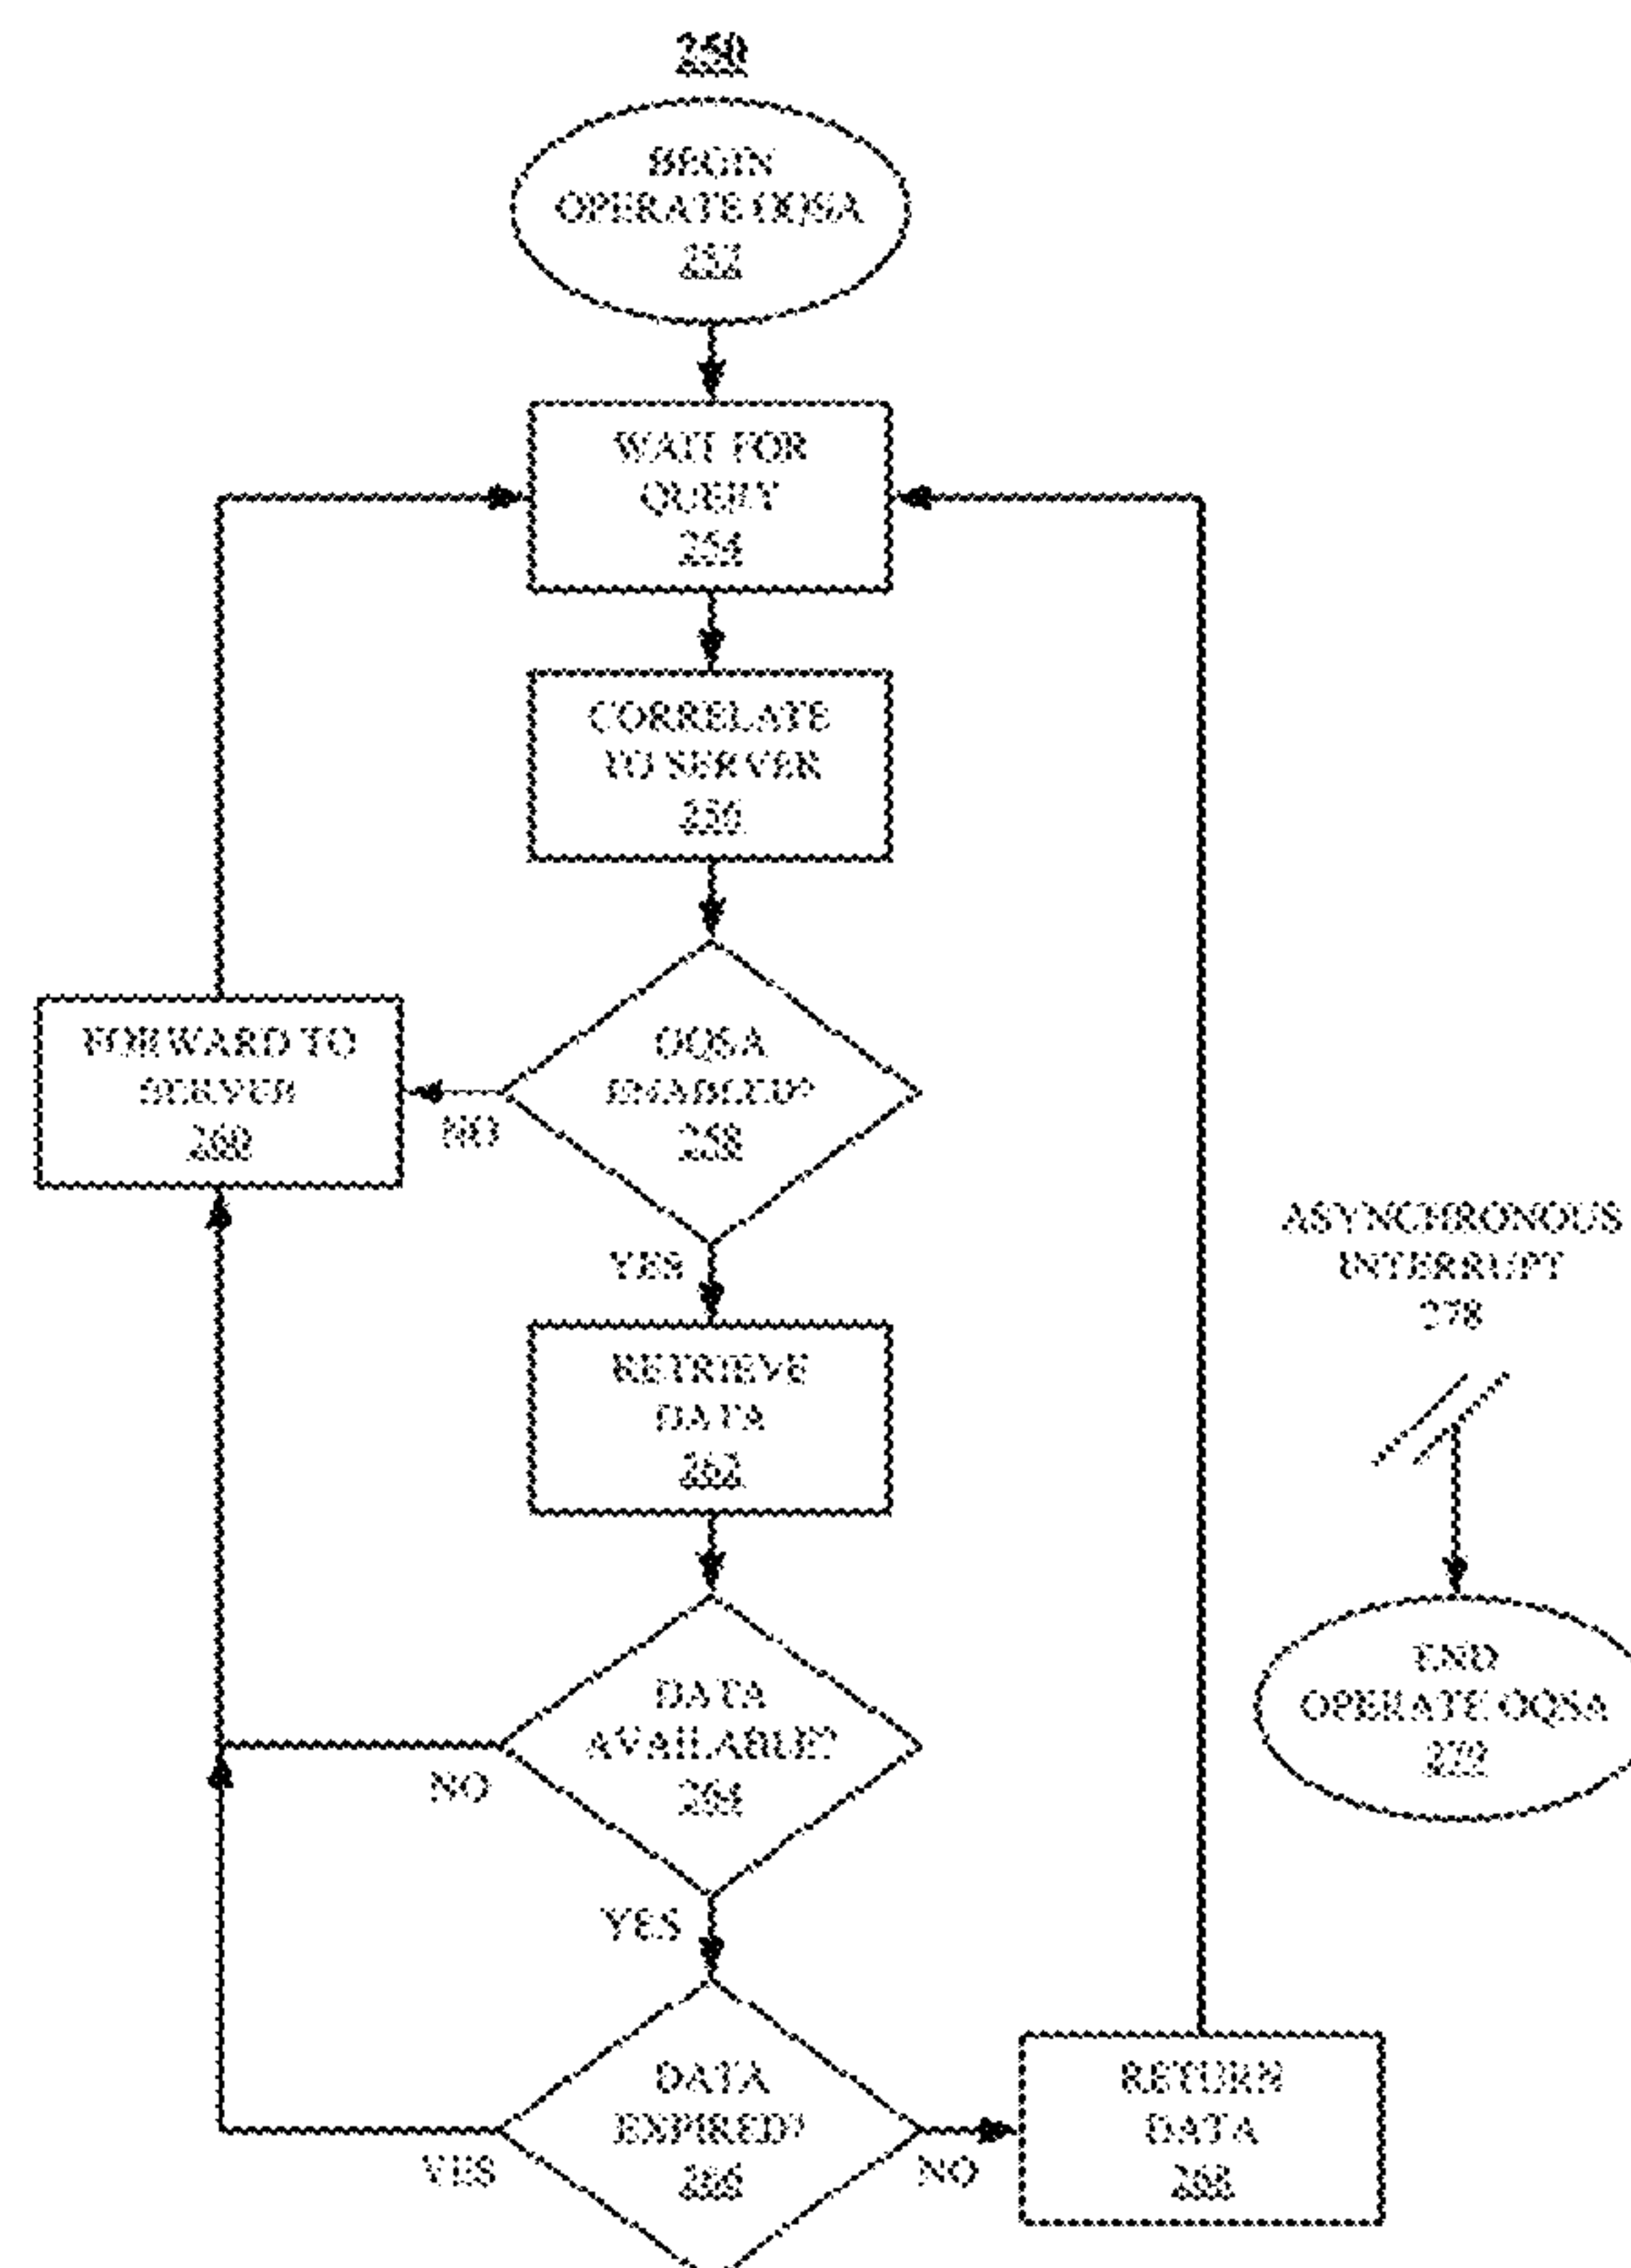 250
BEGIN
OPERATE OQSA
252
WAIT FOR
QUERY
254
CORRELATE
TO SERVER
256
OQSA
ENABLED?
258
NO
FORWARD TO
SERVER
260
YES
RETRIEVE
DATA
262
DATA
AVAILABLE?
264
NO
YES
DATA
EXPIRED?
266
YES
NO
RETURN
DATA
268
ASYNCHRONOUS
INTERRUPT
278
END
OPERATE OQSA
270